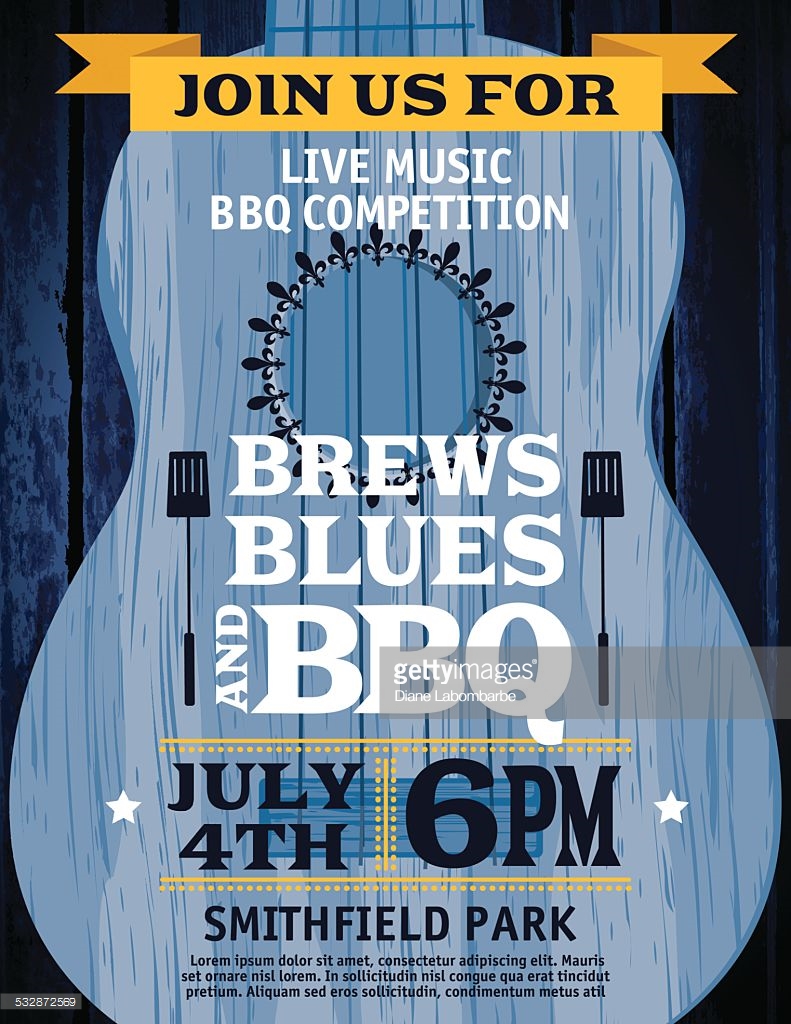 JOIN US FOR
LIVE MUSIC
BBQ COMPETITION
BREWS
BLUES
AND BBQ
gettyimages®
Diane Labombarbe
JULY
4TH
6PM
SMITHFIELD PARK
Lorem ipsum dolor sit amet, consectetur adipiscing elit. Mauris
set ornare nisl lorem. In sollicitudin nisl congue qua congue tincidunt
pretium. Aliquam sed eros sollicitudin, condimentum metus atil
532872569